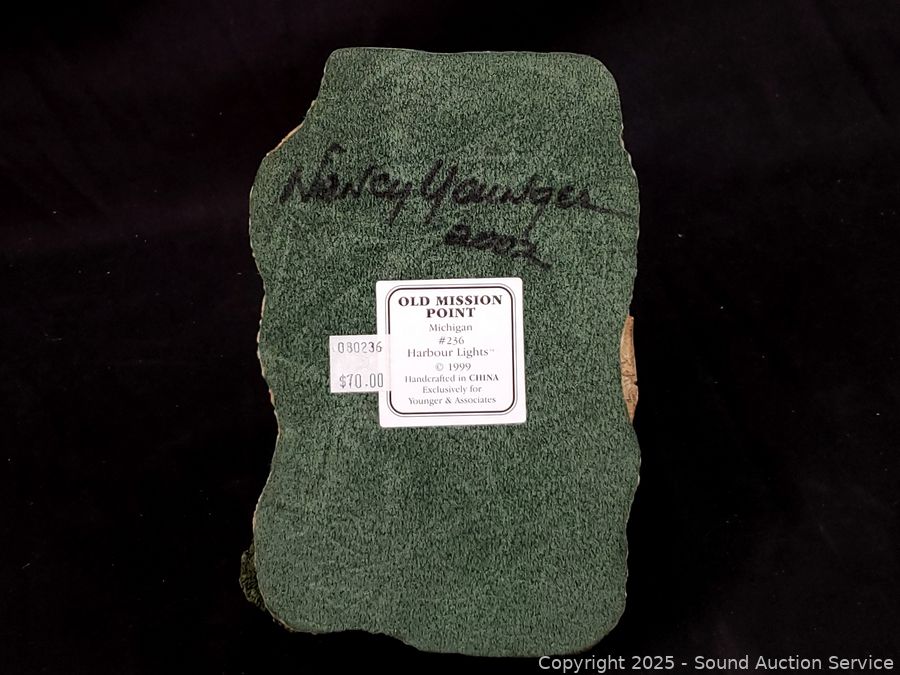 Nancy Younger
2002
OLD MISSION
POINT
Michigan
#236
Harbour Lights™
© 1999
Handcrafted in CHINA
Exclusively for
Younger & Associates
080236
$70.00
Copyright 2025 - Sound Auction Service